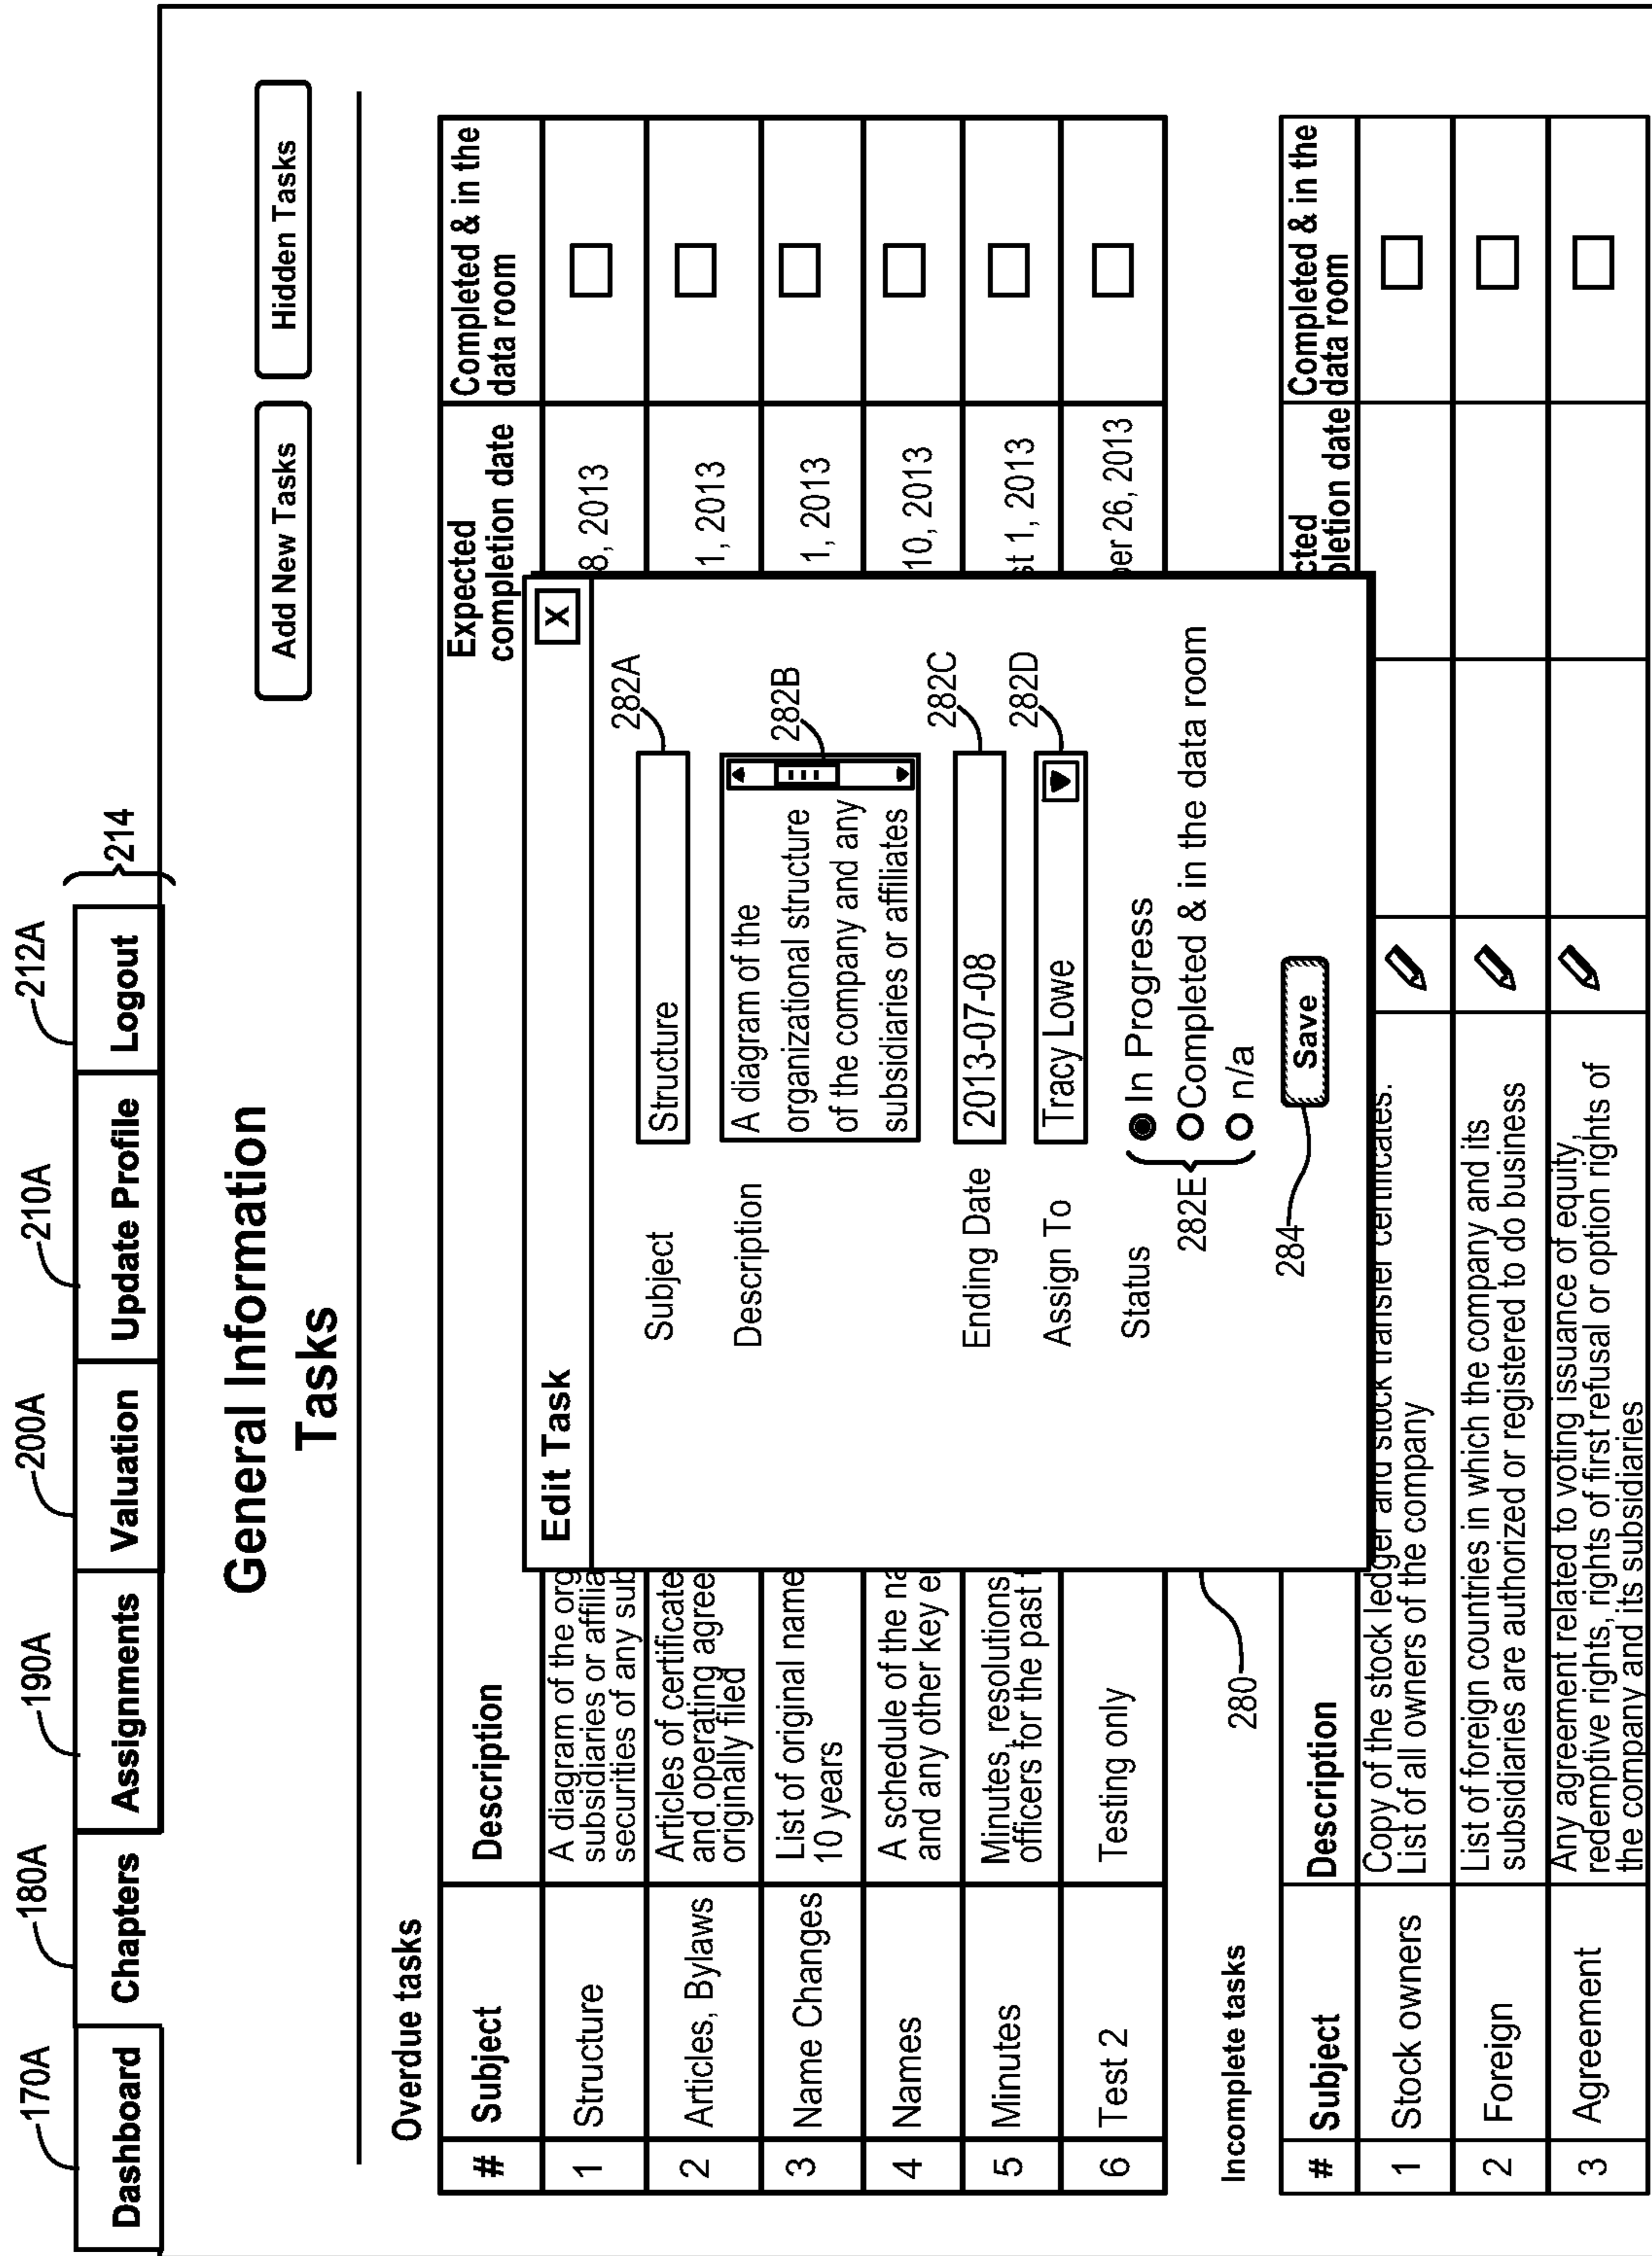 170A 180A 190A 200A 210A 212A
Dashboard Chapters Assignments Valuation Update Profile Logout 214
General Information
Tasks
Add New Tasks Hidden Tasks
Overdue tasks
# Subject Description Expected completion date Completed & in the data room
1 Structure A diagram of the org
subsidiaries or affilia
securities of any sub
8, 2013
2 Articles, Bylaws Articles of certificate
and operating agree
originally filed
1, 2013
3 Name Changes List of original name
10 years
1, 2013
4 Names A schedule of the na
and any other key e
10, 2013
5 Minutes Minutes, resolutions
officers for the past
st 1, 2013
6 Test 2 Testing only
ber 26, 2013
280
Edit Task X
Subject Structure 282A
Description A diagram of the
organizational structure
of the company and any
subsidiaries or affiliates
282B
Ending Date 2013-07-08 282C
Assign To Tracy Lowe 282D
Status In Progress
Completed & in the data room
n/a
282E
284 Save
Incomplete tasks
# Subject Description cted
pletion date Completed & in the
data room
1 Stock owners Copy of the stock ledger and stock transfer certificates.
List of all owners of the company
2 Foreign List of foreign countries in which the company and its
subsidiaries are authorized or registered to do business
3 Agreement Any agreement related to voting issuance of equity,
redemptive rights, rights of first refusal or option rights of
the company and its subsidiaries